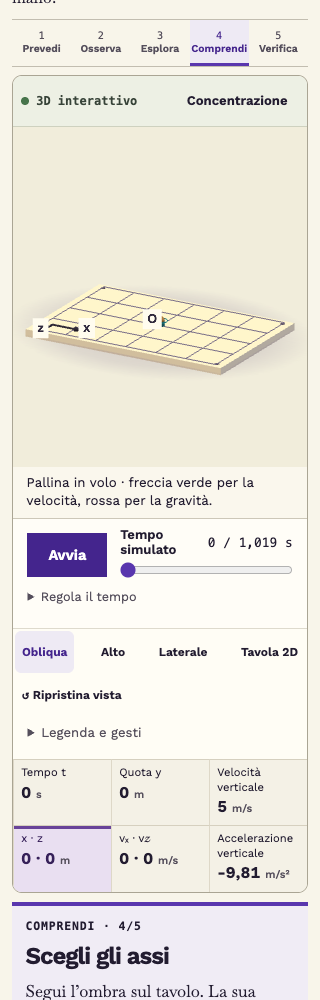 1 2 3 4 5
Prevedi Osserva Esplora Comprendi Verifica
3D interattivo Concentrazione
z x O
Pallina in volo · freccia verde per la
velocità, rossa per la gravità.
Avvia
Tempo
simulato
0 / 1,019 s
▶ Regola il tempo
Obliqua Alto Laterale Tavola 2D
↺ Ripristina vista
▶ Legenda e gesti
Tempo t
0 s
Quota y
0 m
Velocità
verticale
5 m/s
x · z
0 · 0 m
vₓ · vz
0 · 0 m/s
Accelerazione
verticale
-9,81 m/s²
COMPRENDI · 4/5
Scegli gli assi
Segui l’ombra sul tavolo. La sua